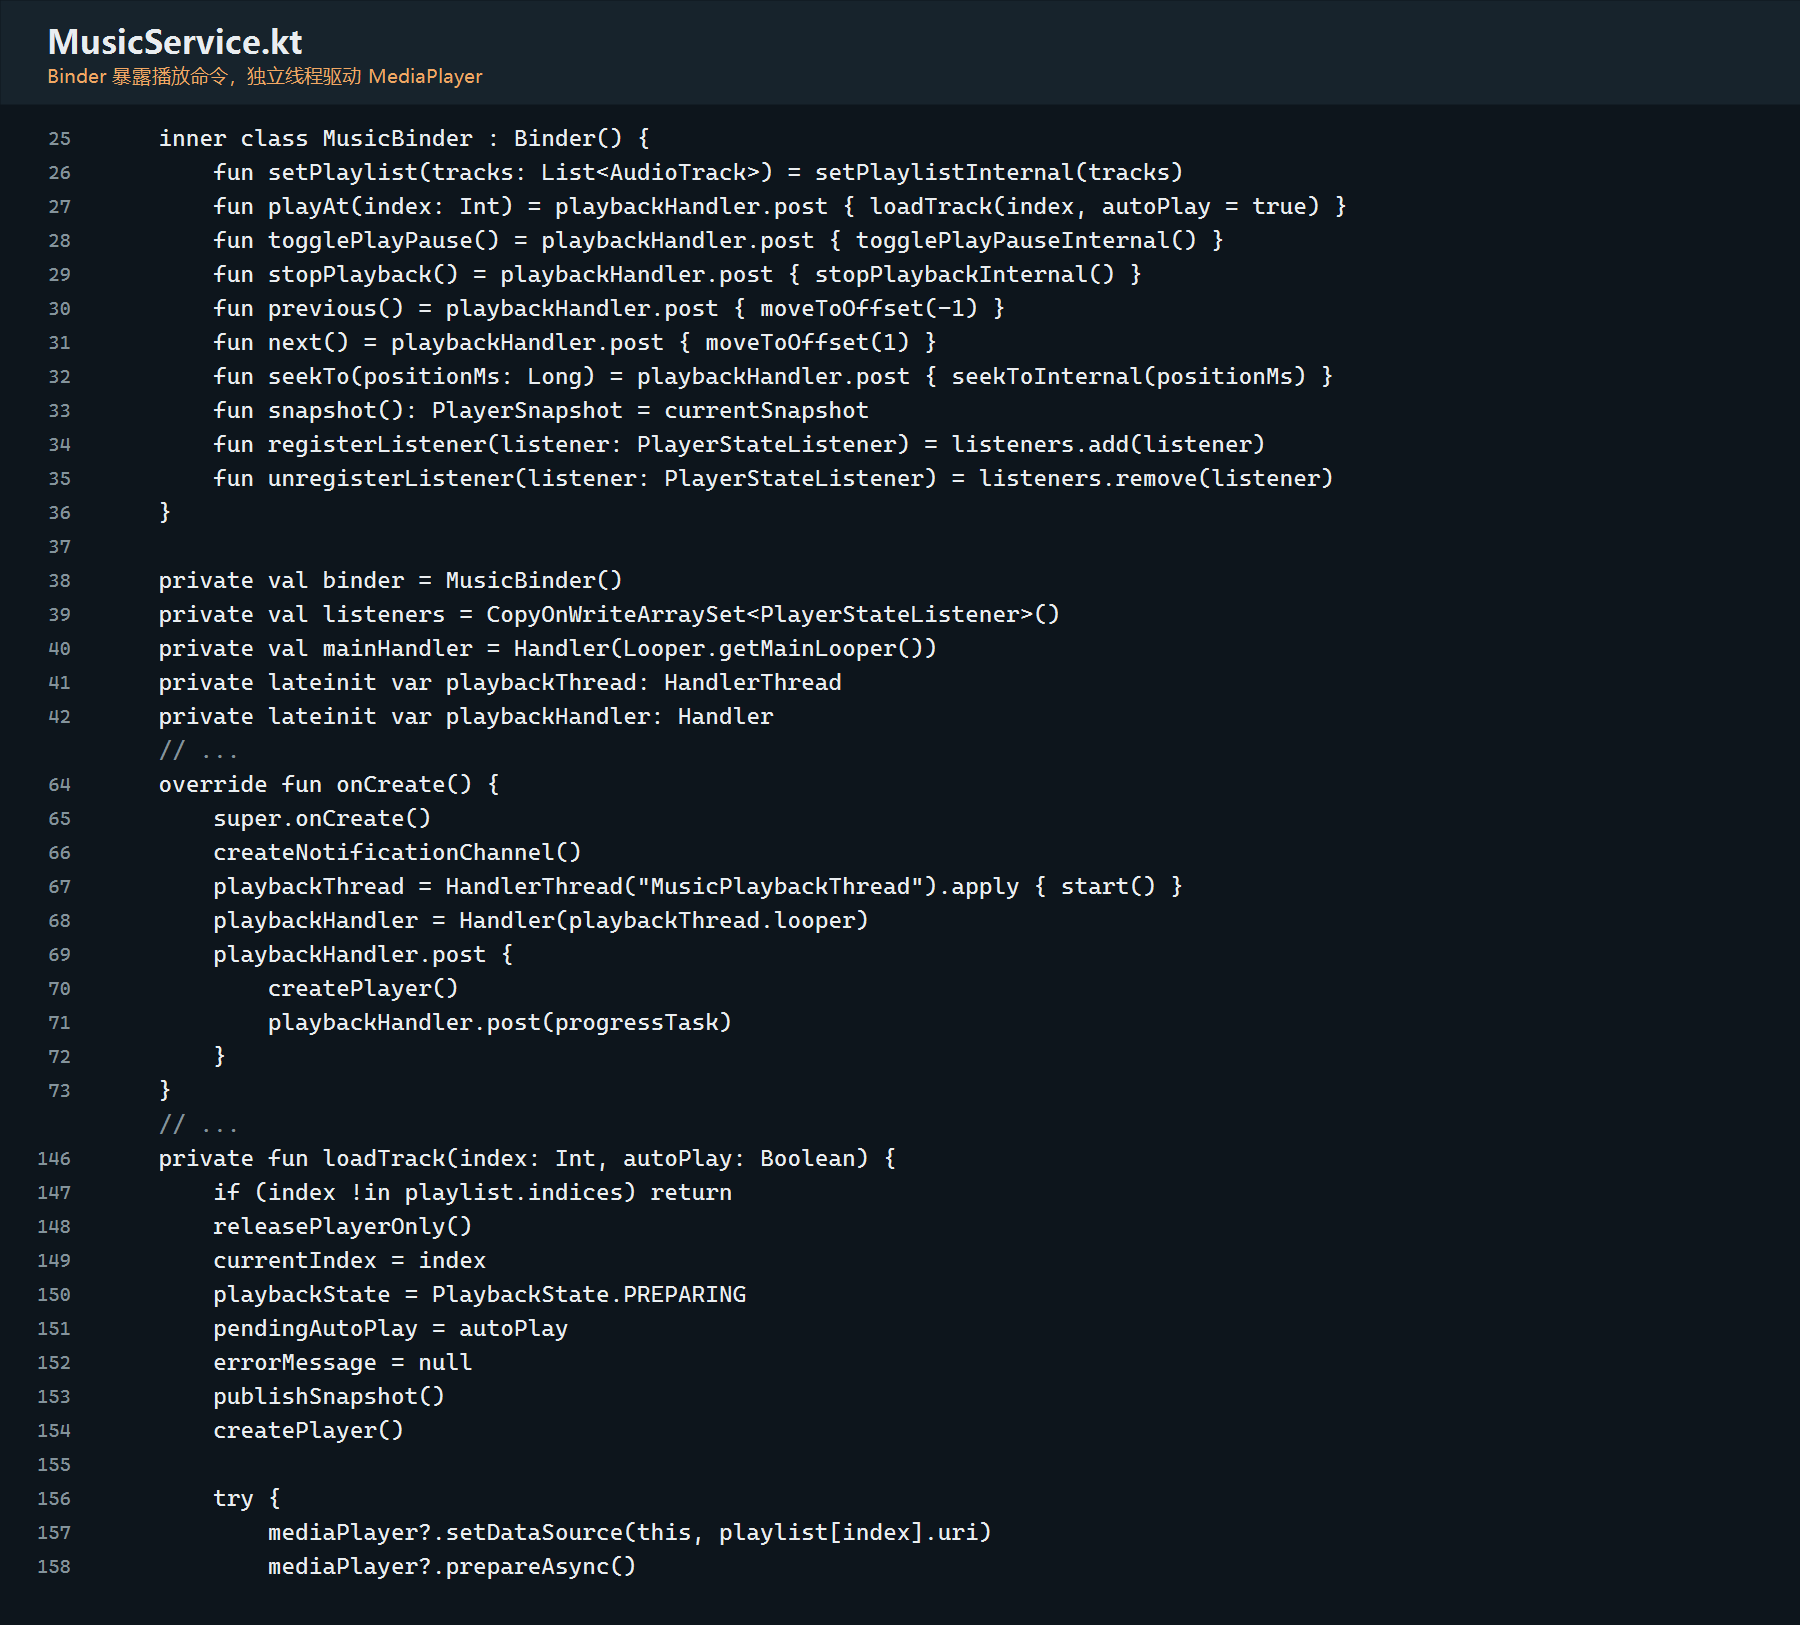 MusicService.kt
Binder 暴露播放命令，独立线程驱动 MediaPlayer
25 inner class MusicBinder : Binder() {
26 fun setPlaylist(tracks: List<AudioTrack>) = setPlaylistInternal(tracks)
27 fun playAt(index: Int) = playbackHandler.post { loadTrack(index, autoPlay = true) }
28 fun togglePlayPause() = playbackHandler.post { togglePlayPauseInternal() }
29 fun stopPlayback() = playbackHandler.post { stopPlaybackInternal() }
30 fun previous() = playbackHandler.post { moveToOffset(-1) }
31 fun next() = playbackHandler.post { moveToOffset(1) }
32 fun seekTo(positionMs: Long) = playbackHandler.post { seekToInternal(positionMs) }
33 fun snapshot(): PlayerSnapshot = currentSnapshot
34 fun registerListener(listener: PlayerStateListener) = listeners.add(listener)
35 fun unregisterListener(listener: PlayerStateListener) = listeners.remove(listener)
36 }
37
38 private val binder = MusicBinder()
39 private val listeners = CopyOnWriteArraySet<PlayerStateListener>()
40 private val mainHandler = Handler(Looper.getMainLooper())
41 private lateinit var playbackThread: HandlerThread
42 private lateinit var playbackHandler: Handler
// ...
64 override fun onCreate() {
65 super.onCreate()
66 createNotificationChannel()
67 playbackThread = HandlerThread("MusicPlaybackThread").apply { start() }
68 playbackHandler = Handler(playbackThread.looper)
69 playbackHandler.post {
70 createPlayer()
71 playbackHandler.post(progressTask)
72 }
73 }
// ...
146 private fun loadTrack(index: Int, autoPlay: Boolean) {
147 if (index !in playlist.indices) return
148 releasePlayerOnly()
149 currentIndex = index
150 playbackState = PlaybackState.PREPARING
151 pendingAutoPlay = autoPlay
152 errorMessage = null
153 publishSnapshot()
154 createPlayer()
155
156 try {
157 mediaPlayer?.setDataSource(this, playlist[index].uri)
158 mediaPlayer?.prepareAsync()